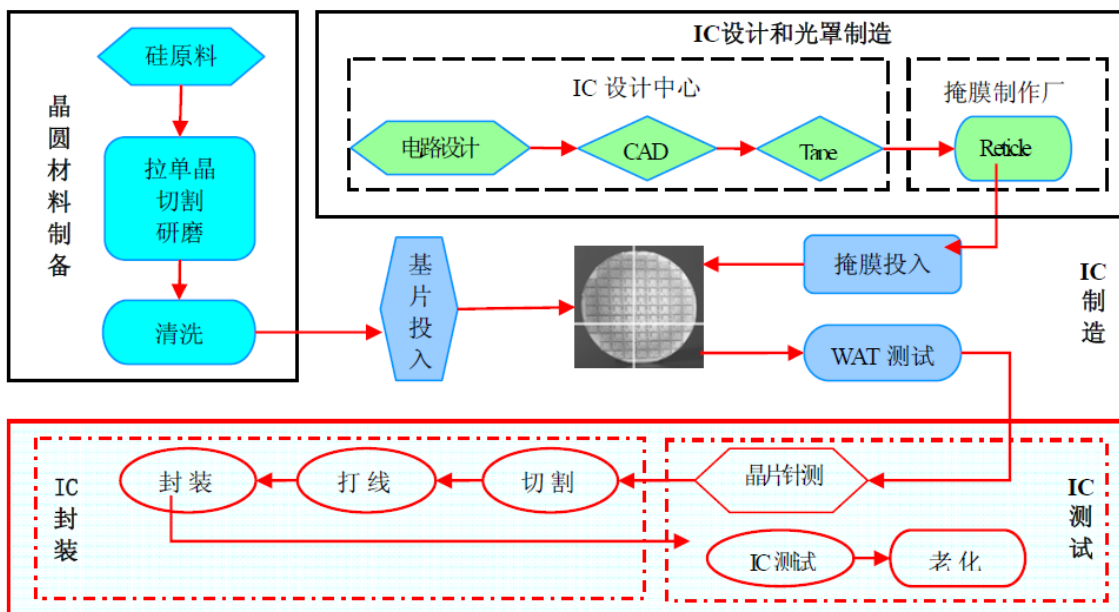 IC设计和光罩制造
硅原料
晶圆材料制备
拉单晶
切割
研磨
清洗
IC 设计中心
电路设计
CAD
Tane
掩膜制作厂
Reticle
基片投入
掩膜投入
IC制造
WAT 测试
IC封装
封 装
打 线
切 割
晶片针测
IC测试
IC 测试
老 化